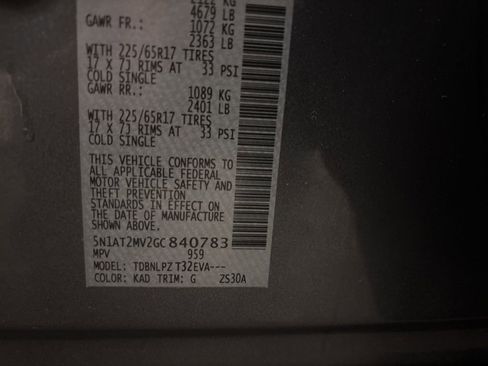 2122 KG
4679 LB
GAWR FR.: 1072 KG
2363 LB
WITH 225/65R17 TIRES
17 X 7J RIMS AT 33 PSI
COLD SINGLE
GAWR RR.: 1089 KG
2401 LB
WITH 225/65R17 TIRES
17 X 7J RIMS AT 33 PSI
COLD SINGLE
THIS VEHICLE CONFORMS TO
ALL APPLICABLE FEDERAL
MOTOR VEHICLE SAFETY AND
THEFT PREVENTION
STANDARDS IN EFFECT ON
THE DATE OF MANUFACTURE
SHOWN ABOVE.
5N1AT2MV2GC840783
MPV 959
MODEL: TDBNLPZ T32EVA---
COLOR: KAD TRIM: G ZS30A